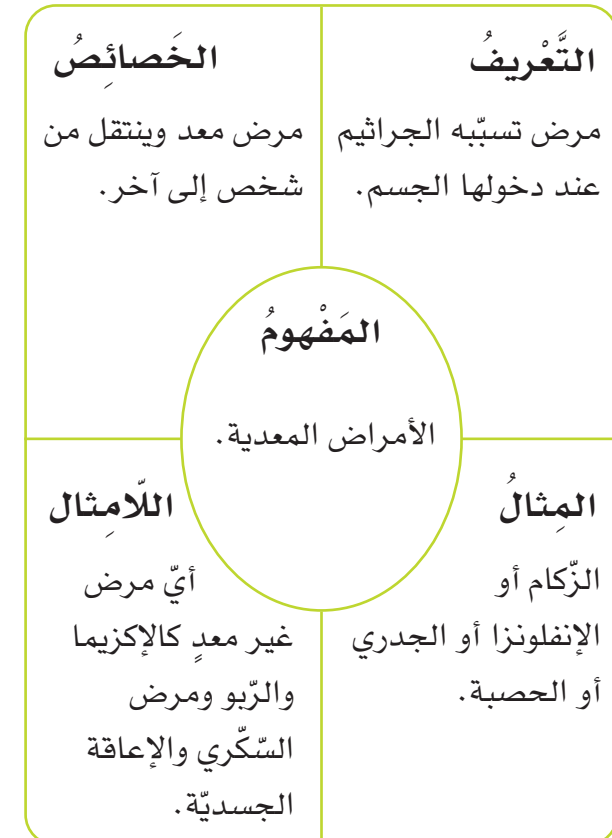 التَّعْريفُ
مرض تسبّبه الجراثيم
عند دخولها الجسم.
الخَصائِصُ
مرض معد وينتقل من
شخص إلى آخر.
المَفْهومُ
الأمراض المعدية.
المِثالُ
الزّكام أو
الإنفلونزا أو الجدري
أو الحصبة.
اللّامِثال
أيّ مرض
غير معدٍ كالإكزيما
والرّبو ومرض
السّكّري والإعاقة
الجسديّة.